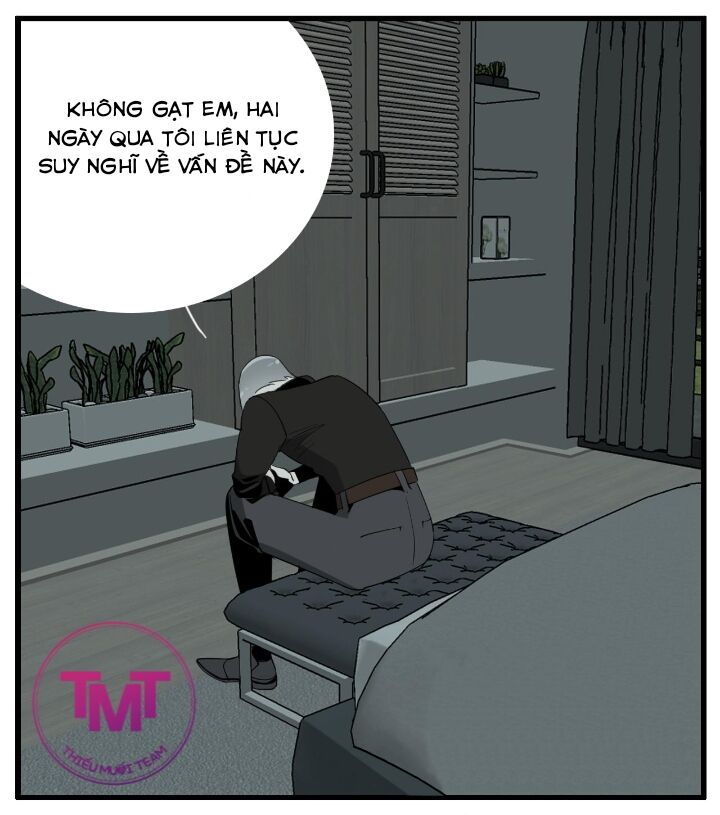 KHÔNG GẠT EM, HAI
NGÀY QUA TÔI LIÊN TỤC
SUY NGHĨ VỀ VẤN ĐỀ NÀY.
TMT
THIẾU MUỐI TEAM